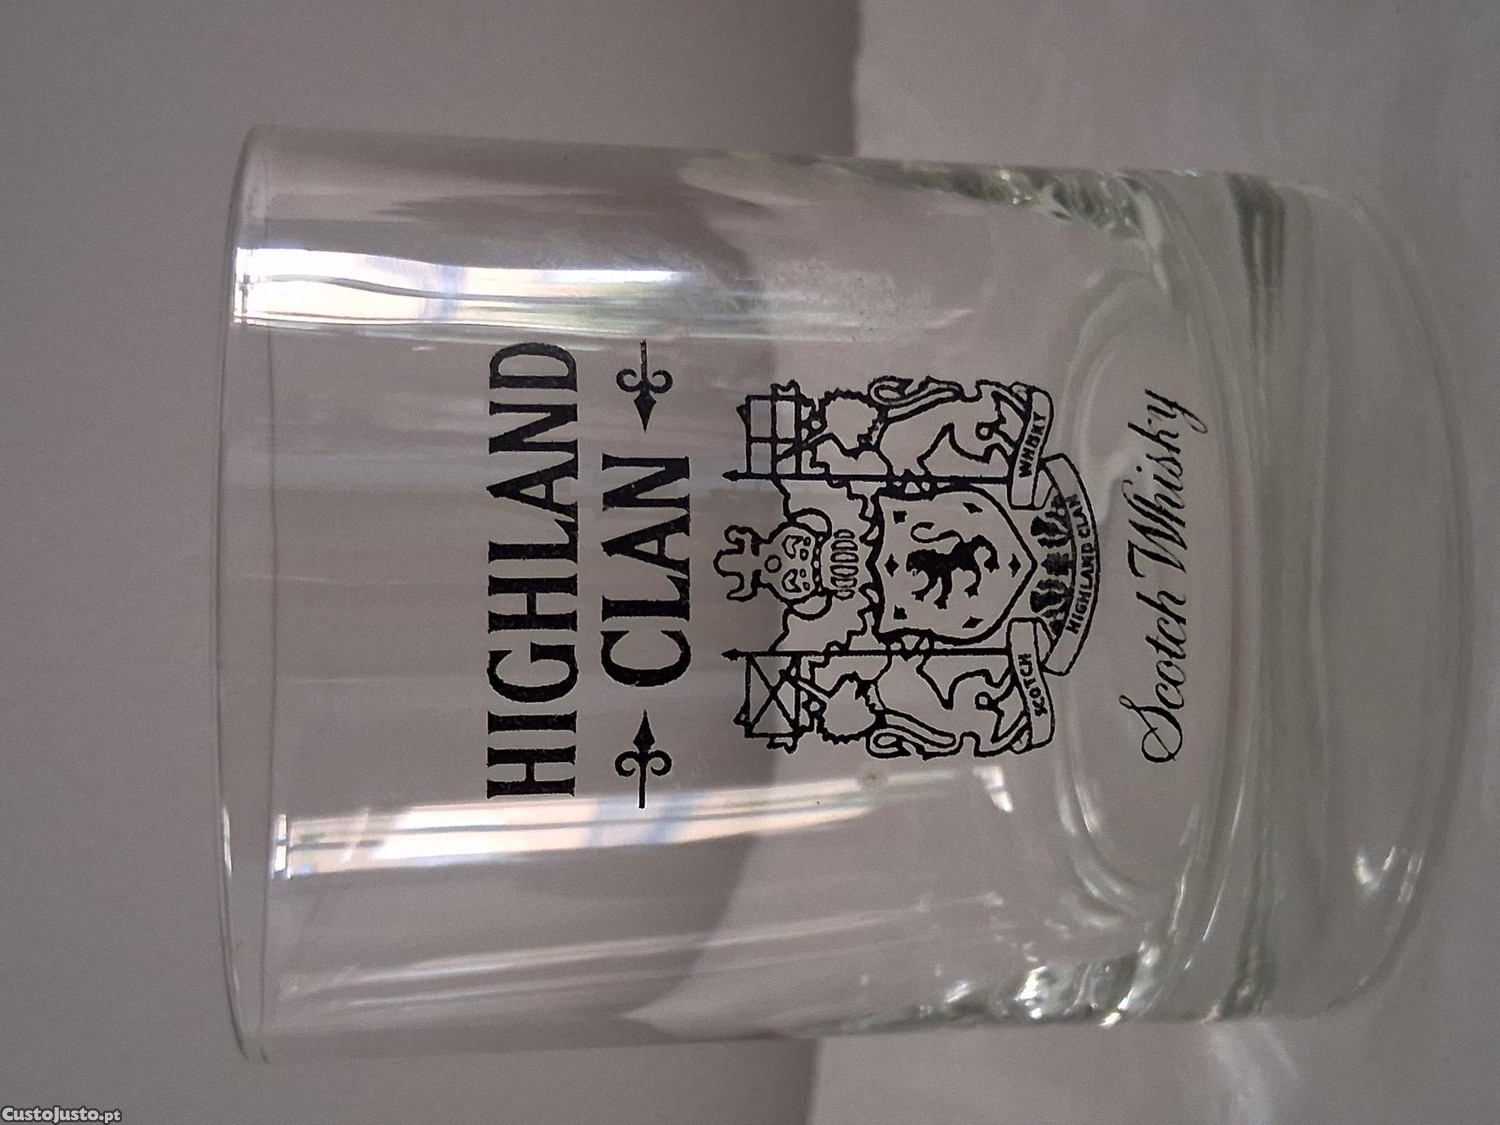 HIGHLAND
CLAN
SCOTCH
WHISKY
HIGHLAND CLAN
Scotch Whisky
CustoJusto.pt